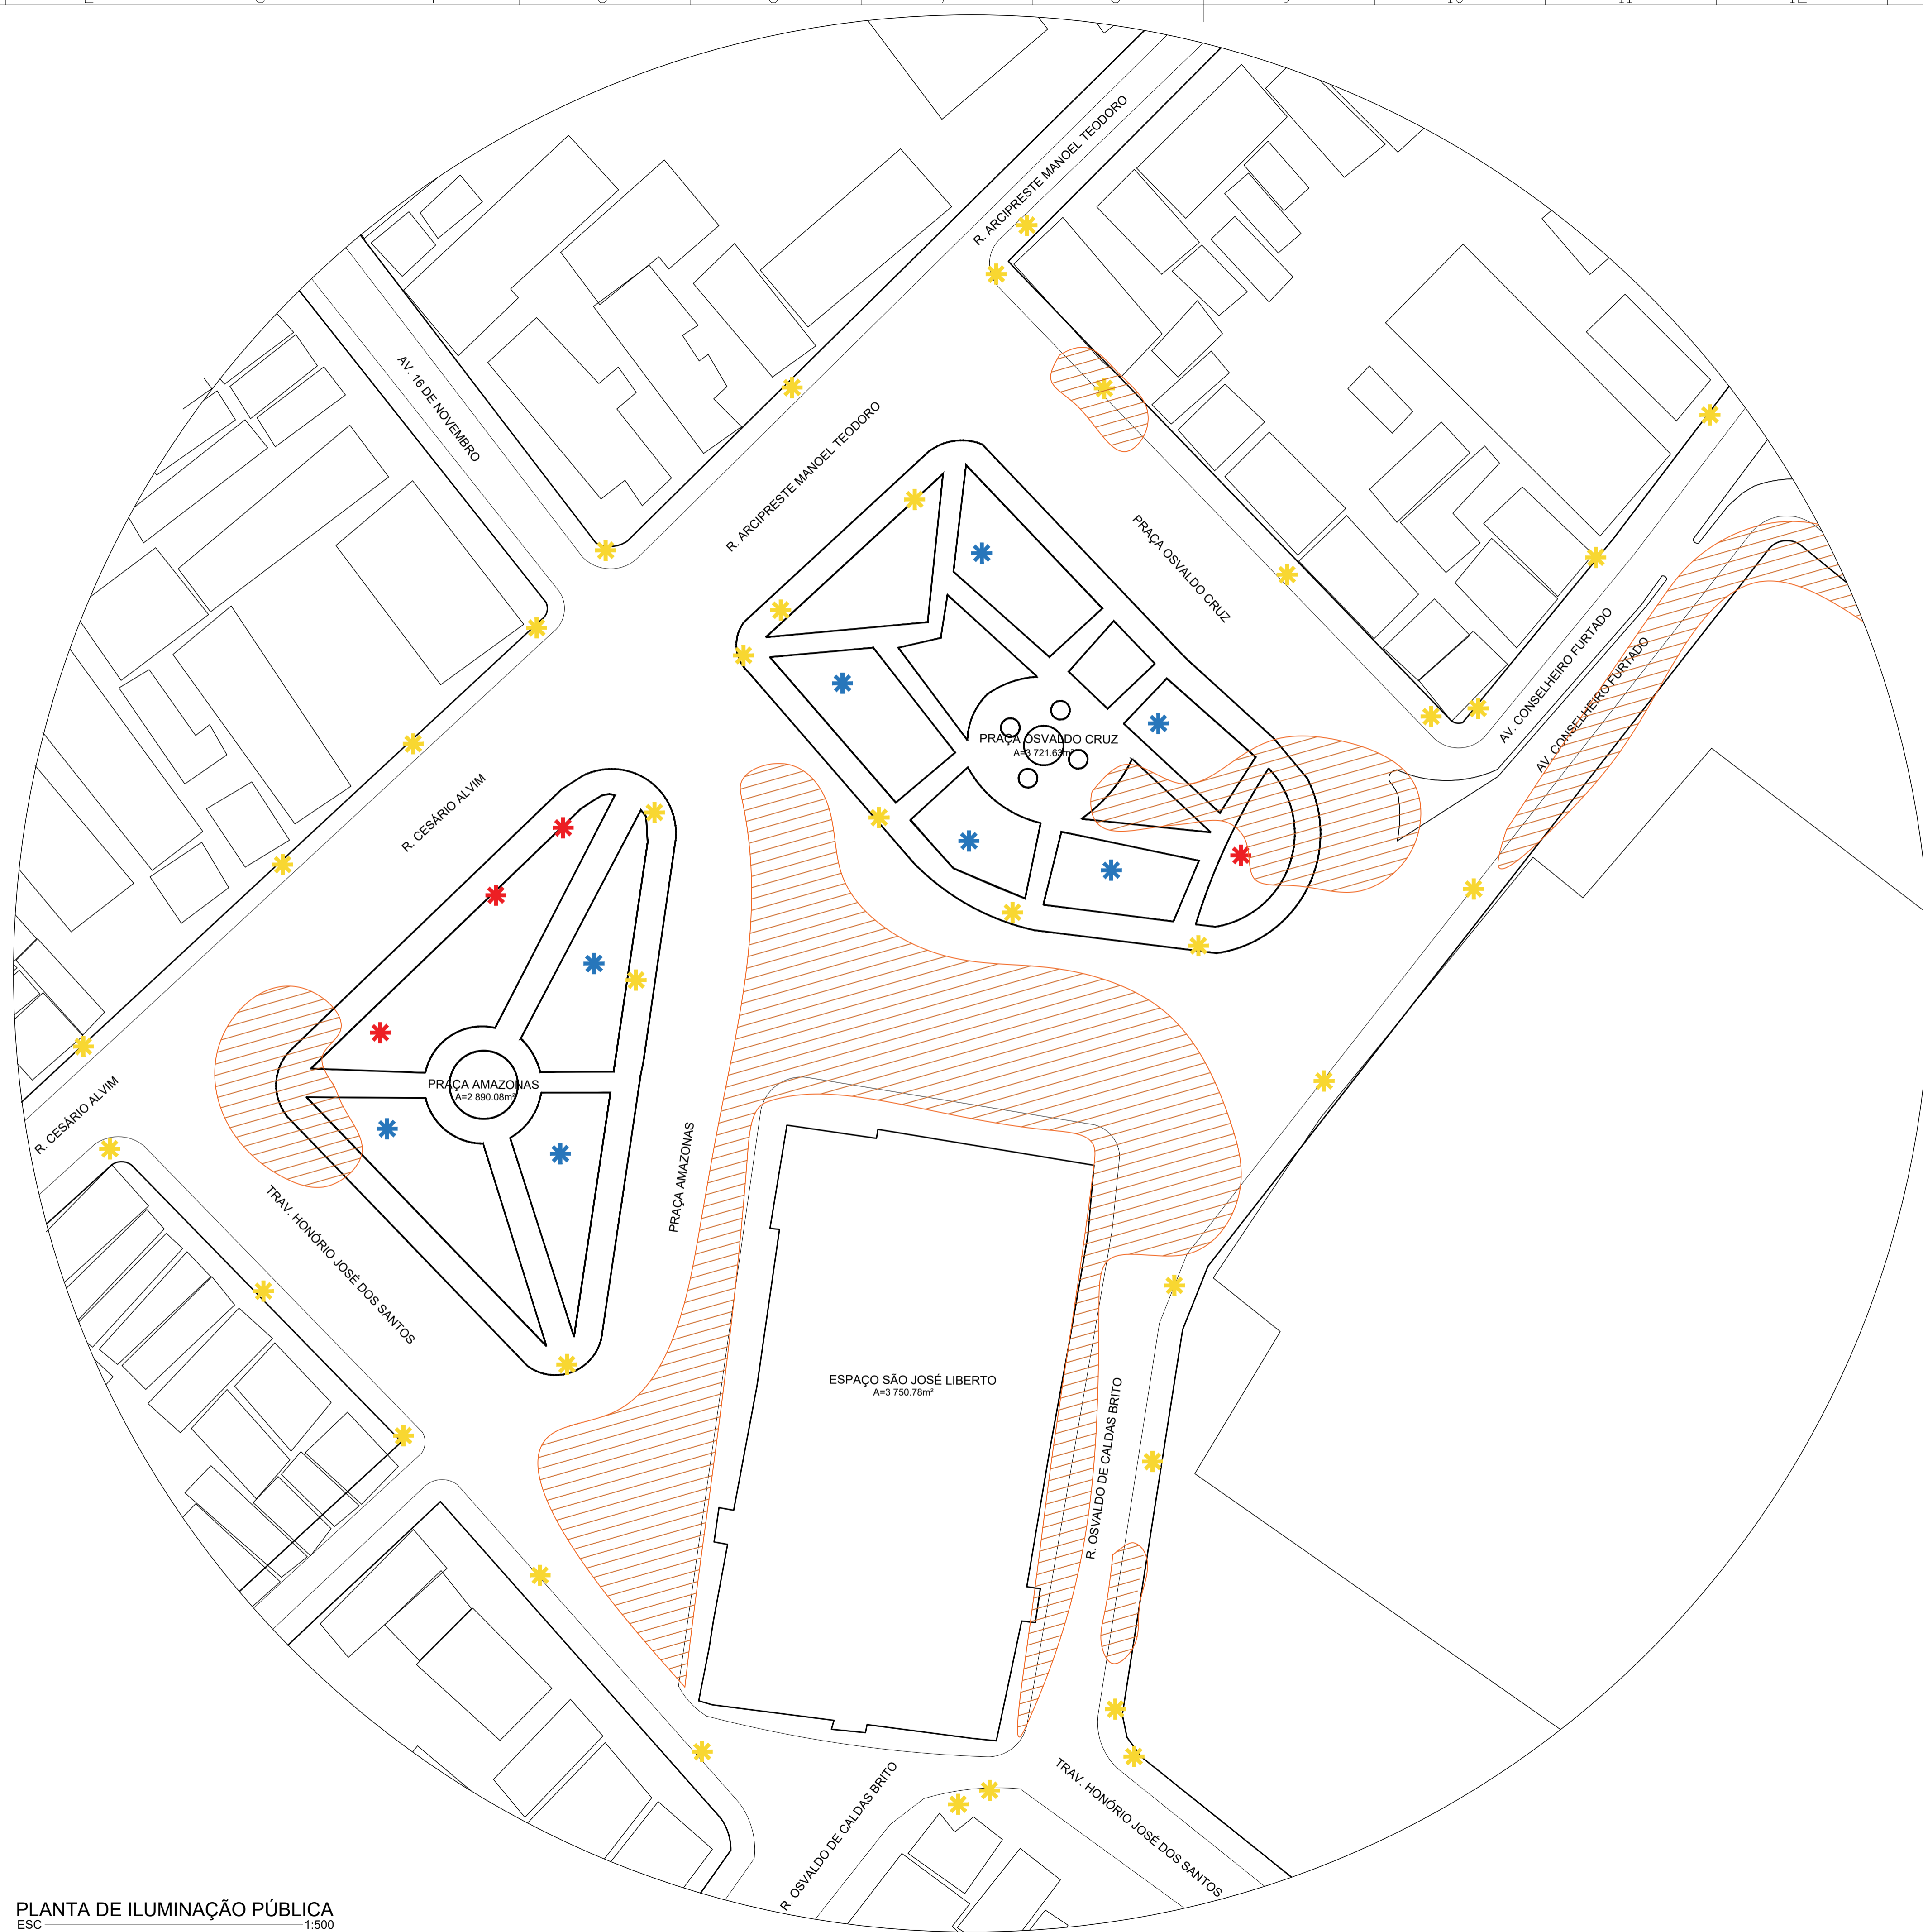 R. ARCIPRESTE MANOEL TEODORO
AV. 16 DE NOVEMBRO
R. ARCIPRESTE MANOEL TEODORO
PRAÇA OSVALDO CRUZ
AV. CONSELHEIRO FURTADO
AV. CONSELHEIRO FURTADO
PRAÇA OSVALDO CRUZ
A=3 721.63m²
R. CESÁRIO ALVIM
PRAÇA AMAZONAS
A=2 890.08m²
R. CESÁRIO ALVIM
PRAÇA AMAZONAS
TRAV. HONÓRIO JOSÉ DOS SANTOS
ESPAÇO SÃO JOSÉ LIBERTO
A=3 750.78m²
R. OSVALDO DE CALDAS BRITO
R. OSVALDO DE CALDAS BRITO
TRAV. HONÓRIO JOSÉ DOS SANTOS
PLANTA DE ILUMINAÇÃO PÚBLICA
ESC 1:500